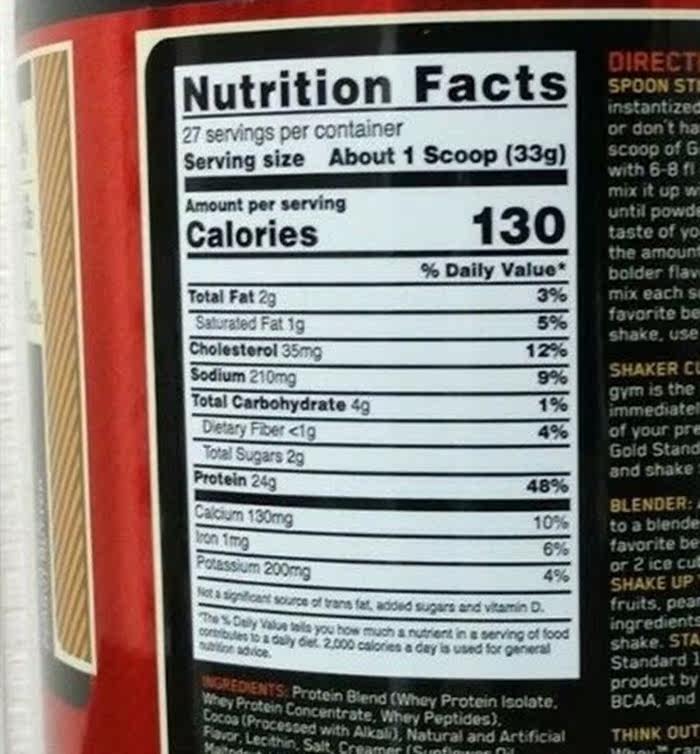 Nutrition Facts
27 servings per container
Serving size About 1 Scoop (33g)
Amount per serving
Calories 130
% Daily Value*
Total Fat 2g 3%
Saturated Fat 1g 5%
Cholesterol 35mg 12%
Sodium 210mg 9%
Total Carbohydrate 4g 1%
Dietary Fiber <1g 4%
Total Sugars 2g
Protein 24g 48%
Calcium 130mg 10%
Iron 1mg 6%
Potassium 200mg 4%
Not a significant source of trans fat, added sugars and vitamin D.
*The % Daily Value tells you how much a nutrient in a serving of food
contributes to a daily diet. 2,000 calories a day is used for general
nutrition advice.
INGREDIENTS: Protein Blend (Whey Protein Isolate,
Whey Protein Concentrate, Whey Peptides),
Cocoa (Processed with Alkali), Natural and Artificial
Flavor, Lecithin, Salt, Creamer
DIRECT
SPOON ST
instantize
or don't ha
scoop of G
with 6-8 fl
mix it up w
until powd
taste of yo
the amoun
bolder flav
mix each s
favorite be
shake, use
SHAKER CU
gym is the
immediate
of your pre
Gold Stand
and shake
BLENDER:
to a blende
favorite be
or 2 ice cu
SHAKE UP
fruits, pea
ingredients
shake. STA
Standard 1
product by
BCAA, and
THINK OUT